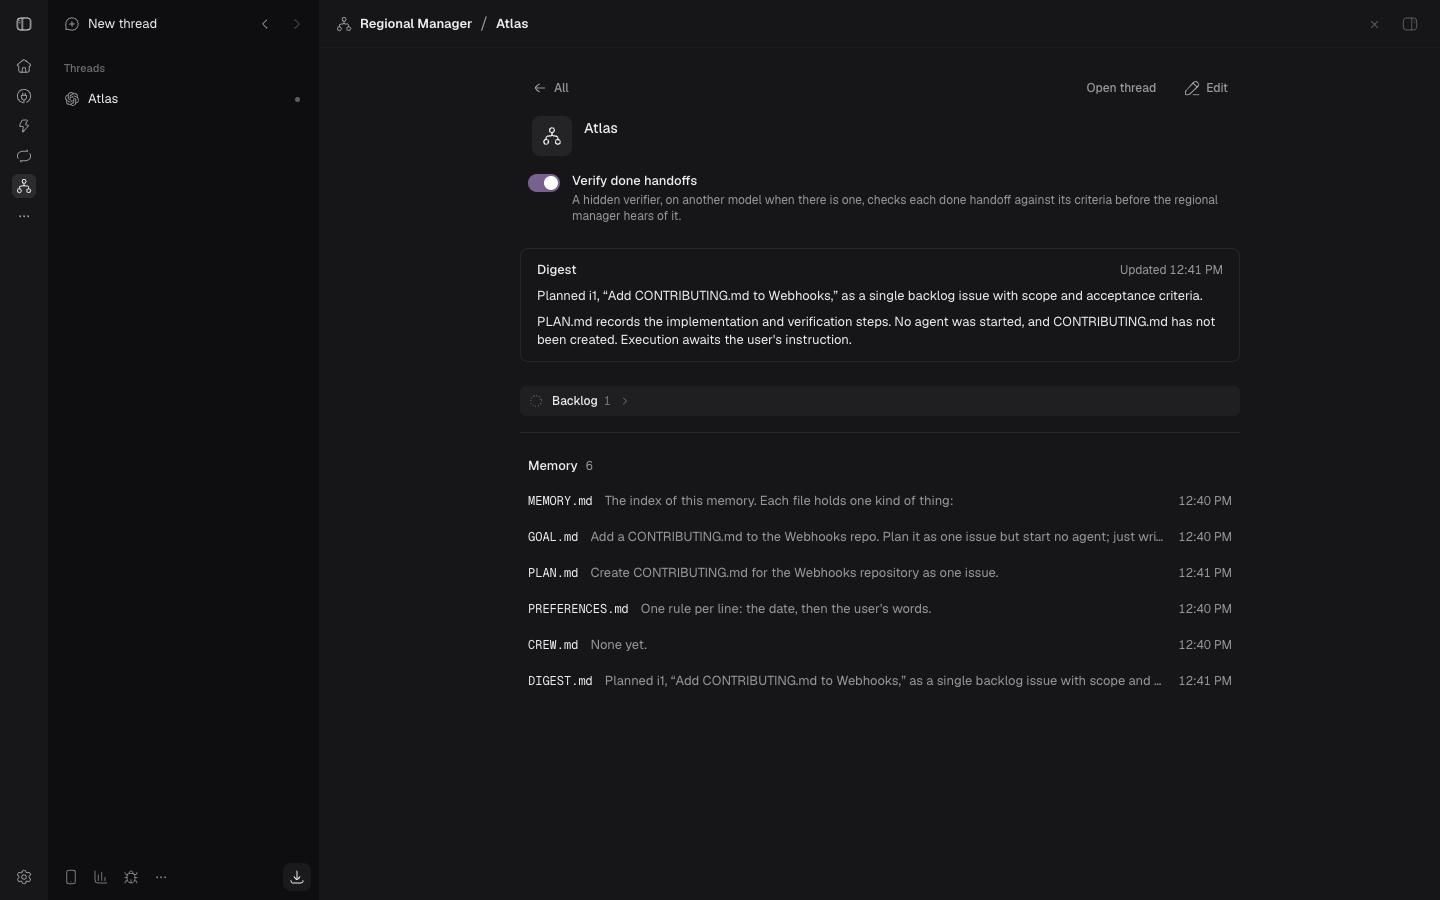 New thread
Regional Manager / Atlas
Threads
Atlas
All
Open thread
Edit
Atlas
Verify done handoffs
A hidden verifier, on another model when there is one, checks each done handoff against its criteria before the regional
manager hears of it.
Digest
Updated 12:41 PM
Planned i1, “Add CONTRIBUTING.md to Webhooks,” as a single backlog issue with scope and acceptance criteria.
PLAN.md records the implementation and verification steps. No agent was started, and CONTRIBUTING.md has not
been created. Execution awaits the user's instruction.
Backlog 1
Memory 6
MEMORY.md The index of this memory. Each file holds one kind of thing: 12:40 PM
GOAL.md Add a CONTRIBUTING.md to the Webhooks repo. Plan it as one issue but start no agent; just wri… 12:40 PM
PLAN.md Create CONTRIBUTING.md for the Webhooks repository as one issue. 12:41 PM
PREFERENCES.md One rule per line: the date, then the user's words. 12:40 PM
CREW.md None yet. 12:40 PM
DIGEST.md Planned i1, “Add CONTRIBUTING.md to Webhooks,” as a single backlog issue with scope and … 12:41 PM